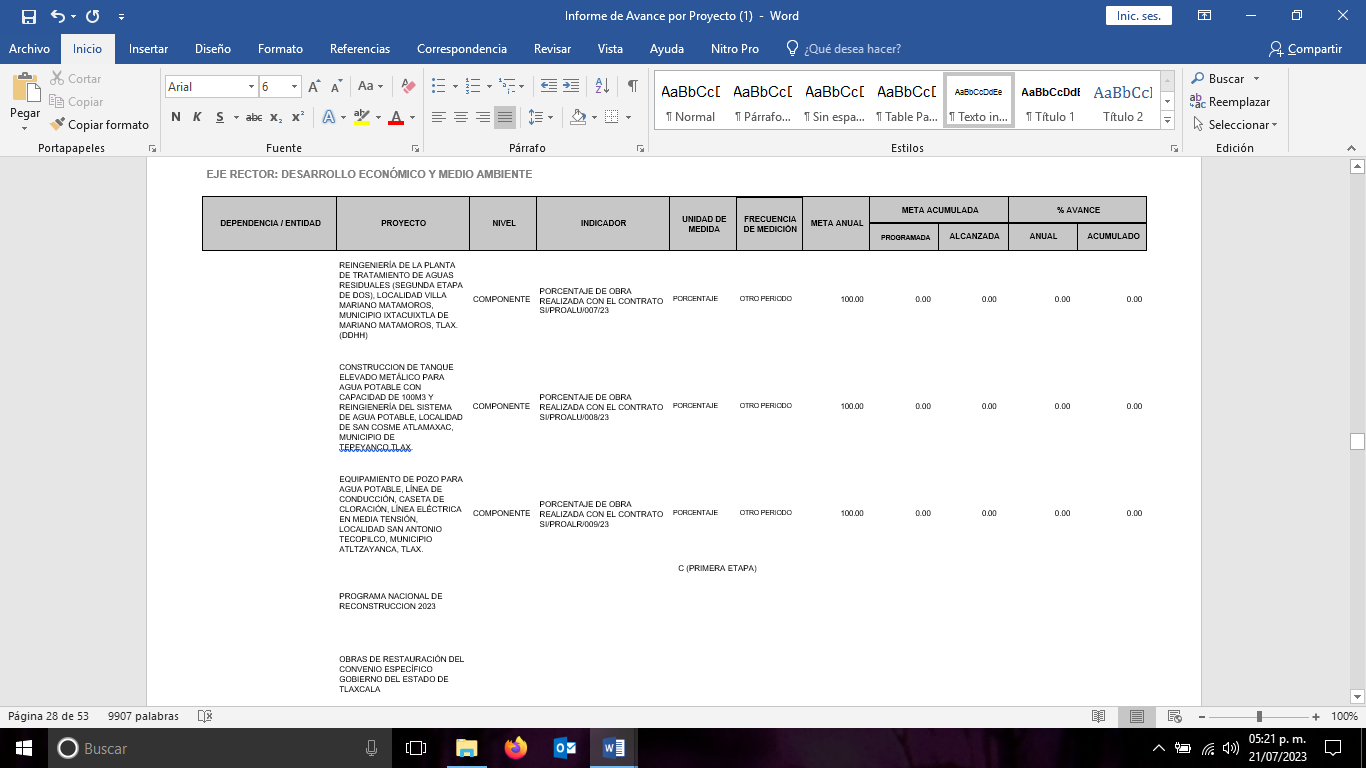 Informe de Avance por Proyecto (1) - Word
Inic. ses.
Archivo
Inicio
Insertar
Diseño
Formato
Referencias
Correspondencia
Revisar
Vista
Ayuda
Nitro Pro
¿Qué desea hacer?
Compartir
Pegar
Cortar
Copiar
Copiar formato
Portapapeles
Arial
6
Aa
N K S abc x₂ x²
A A
Fuente
Párrafo
AaBbCcI
¶ Normal
AaBbCcI
¶ Párrafo...
AaBbCcI
¶ Sin espa...
AaBbCcI
¶ Table Pa...
AaBbCcDdEe
¶ Texto in...
AaBbCcDdE
¶ Título 1
AaBbCcI
Título 2
Estilos
Buscar
Reemplazar
Seleccionar
Edición
EJE RECTOR: DESARROLLO ECONÓMICO Y MEDIO AMBIENTE
DEPENDENCIA / ENTIDAD
PROYECTO
NIVEL
INDICADOR
UNIDAD DE
MEDIDA
FRECUENCIA
DE MEDICIÓN
META ANUAL
META ACUMULADA
PROGRAMADA
ALCANZADA
% AVANCE
ANUAL
ACUMULADO
REINGENIERÍA DE LA PLANTA
DE TRATAMIENTO DE AGUAS
RESIDUALES (SEGUNDA ETAPA
DE DOS), LOCALIDAD VILLA
MARIANO MATAMOROS,
MUNICIPIO IXTACUIXTLA DE
MARIANO MATAMOROS, TLAX.
(DDHH)
COMPONENTE
PORCENTAJE DE OBRA
REALIZADA CON EL CONTRATO
SI/PROALU/007/23
PORCENTAJE
OTRO PERIODO
100.00
0.00
0.00
0.00
0.00
CONSTRUCCION DE TANQUE
ELEVADO METÁLICO PARA
AGUA POTABLE CON
CAPACIDAD DE 100M3 Y
REINGIENERÍA DEL SISTEMA
DE AGUA POTABLE, LOCALIDAD
DE SAN COSME ATLAMAXAC,
MUNICIPIO DE
TEPEYANCO,TLAX.
COMPONENTE
PORCENTAJE DE OBRA
REALIZADA CON EL CONTRATO
SI/PROALU/008/23
PORCENTAJE
OTRO PERIODO
100.00
0.00
0.00
0.00
0.00
EQUIPAMIENTO DE POZO PARA
AGUA POTABLE, LÍNEA DE
CONDUCCIÓN, CASETA DE
CLORACIÓN, LÍNEA ELÉCTRICA
EN MEDIA TENSIÓN,
LOCALIDAD SAN ANTONIO
TECOPILCO, MUNICIPIO
ATLTZAYANCA, TLAX.
COMPONENTE
PORCENTAJE DE OBRA
REALIZADA CON EL CONTRATO
SI/PROALR/009/23
PORCENTAJE
OTRO PERIODO
100.00
0.00
0.00
0.00
0.00
C (PRIMERA ETAPA)
PROGRAMA NACIONAL DE
RECONSTRUCCION 2023
OBRAS DE RESTAURACIÓN DEL
CONVENIO ESPECÍFICO
GOBIERNO DEL ESTADO DE
TLAXCALA
Página 28 de 53
9907 palabras
100%
Buscar
05:21 p. m.
21/07/2023